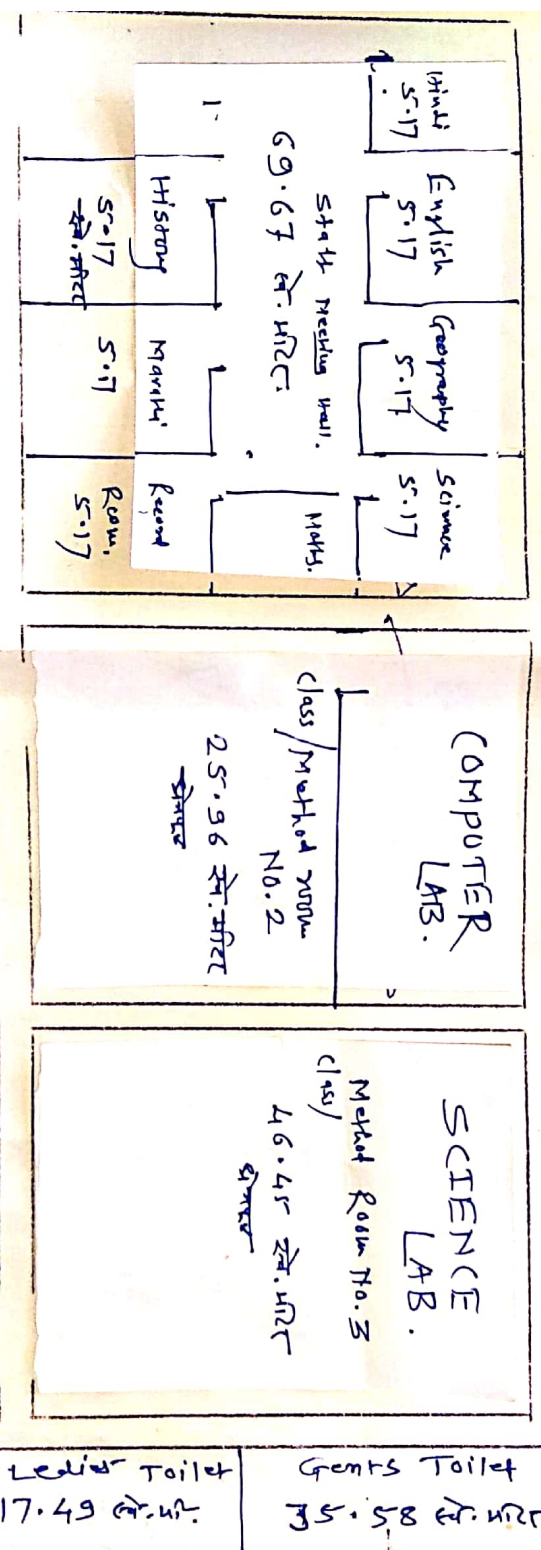 Hindi
5.17
English
5.17
Geography
5.17
Science
5.17
Staff Meeting Hall.
69.67 स्क्वे. मीटर.
Maths.
History
5.17
स्क्वे. मीटर
Marathi
5.17
Record
Room.
5.17
COMPUTER
LAB.
Class/Method room
No.2
25.96 स्क्वे. मीटर
SCIENCE
LAB.
Method Room No. 3
Class/
46.45 स्क्वे. मीटर
Ledies Toilet
17.49 स्क्वे. मी.
Gents Toilet
35.58 स्क्वे. मीटर